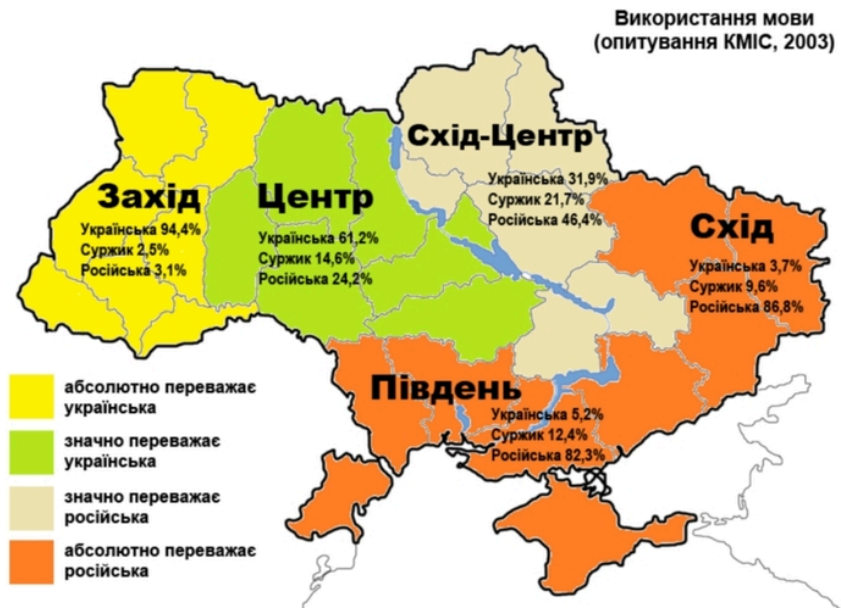 Використання мови
(опитування КМІС, 2003)
Схід-Центр
Українська 31,9%
Суржик 21,7%
Російська 46,4%
Захід
Українська 94,4%
Суржик 2,5%
Російська 3,1%
Центр
Українська 61,2%
Суржик 14,6%
Російська 24,2%
Схід
Українська 3,7%
Суржик 9,6%
Російська 86,8%
Південь
Українська 5,2%
Суржик 12,4%
Російська 82,3%
абсолютно переважає
українська
значно переважає
українська
значно переважає
російська
абсолютно переважає
російська